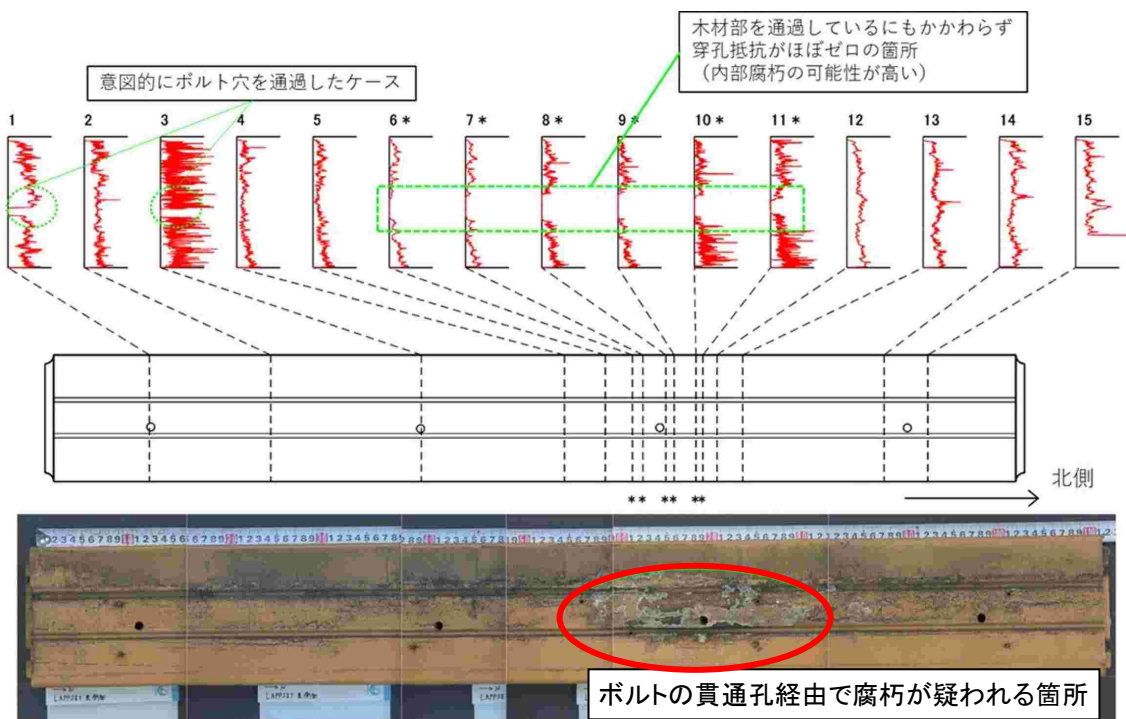 木材部を通過しているにもかかわらず
穿孔抵抗がほぼゼロの箇所
（内部腐朽の可能性が高い）
意図的にボルト穴を通過したケース
1 2 3 4 5 6* 7* 8* 9* 10* 11* 12 13 14 15
** ** **
北側
ボルトの貫通孔経由で腐朽が疑われる箇所